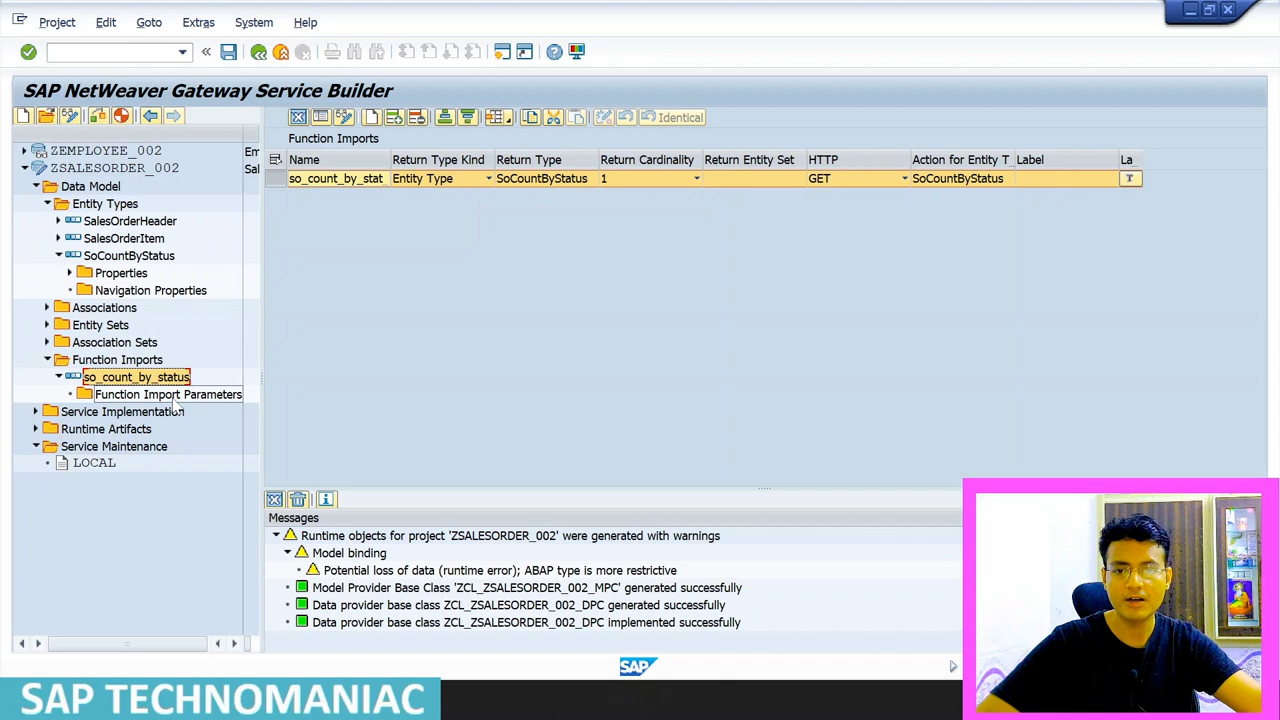 Project Edit Goto Extras System Help
SAP NetWeaver Gateway Service Builder
Identical
Function Imports
Name Return Type Kind Return Type Return Cardinality Return Entity Set HTTP Action for Entity T Label La
so_count_by_stat Entity Type SoCountByStatus 1 GET SoCountByStatus
ZEMPLOYEE_002 Em
ZSALESORDER_002 Sal
Data Model
Entity Types
SalesOrderHeader
SalesOrderItem
SoCountByStatus
Properties
Navigation Properties
Associations
Entity Sets
Association Sets
Function Imports
so_count_by_status
Function Import Parameters
Service Implementation
Runtime Artifacts
Service Maintenance
LOCAL
Messages
Runtime objects for project 'ZSALESORDER_002' were generated with warnings
Model binding
Potential loss of data (runtime error); ABAP type is more restrictive
Model Provider Base Class 'ZCL_ZSALESORDER_002_MPC' generated successfully
Data provider base class ZCL_ZSALESORDER_002_DPC generated successfully
Data provider base class ZCL_ZSALESORDER_002_DPC implemented successfully
SAP
SAP TECHNOMANIAC